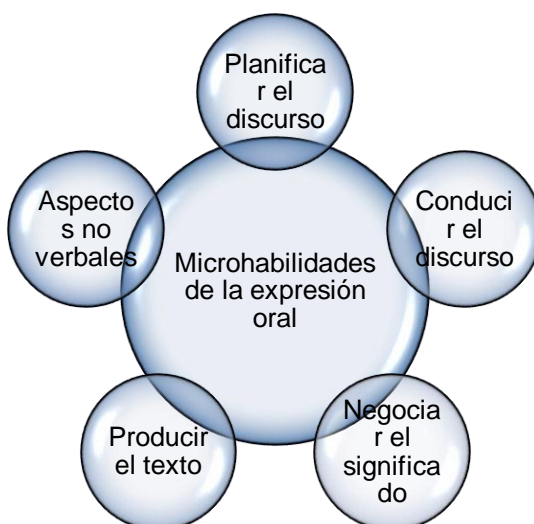 Planifica
r el
discurso
Conduci
r el
discurso
Negocia
r el
significa
do
Producir
el texto
Aspecto
s no
verbales
Microhabilidades
de la expresión
oral